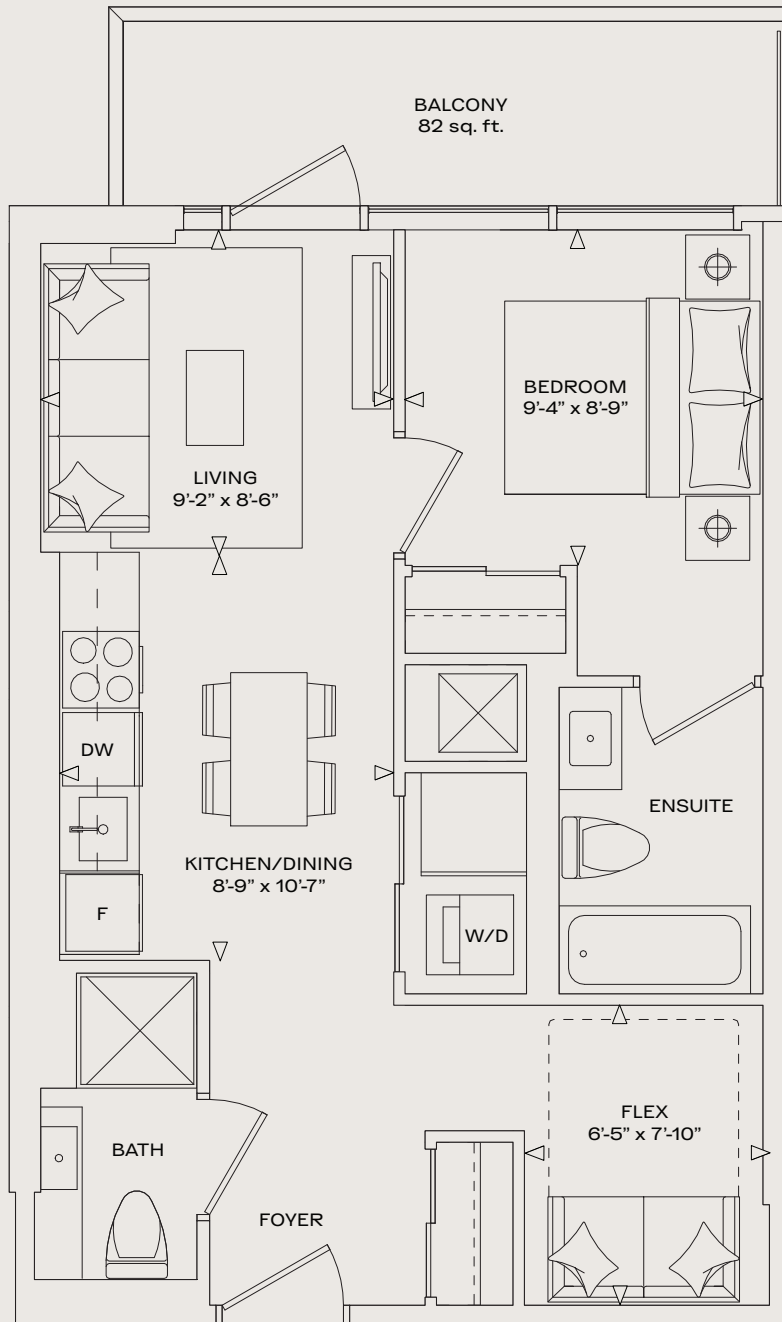 BALCONY
82 sq. ft.
BEDROOM
9'-4” x 8'-9”
LIVING
9'-2” x 8'-6”
DW
ENSUITE
KITCHEN/DINING
8'-9” x 10'-7”
F
W/D
FLEX
6'-5” x 7'-10”
BATH
FOYER